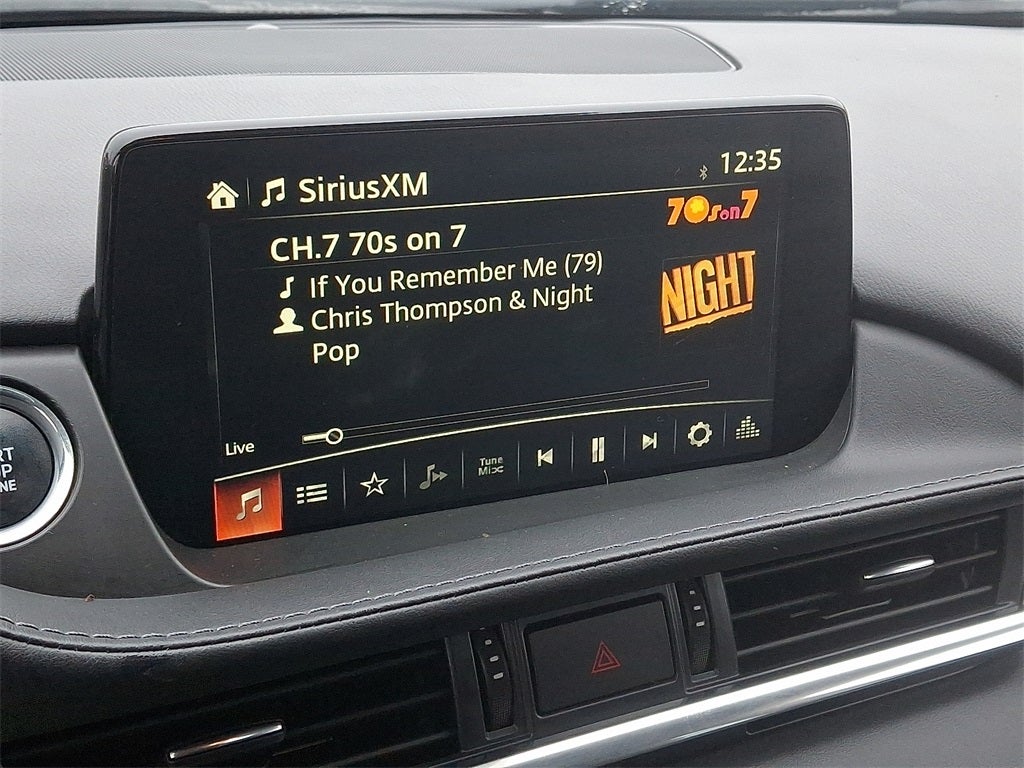 SiriusXM
12:35
70s on 7
CH.7 70s on 7
If You Remember Me (79)
Chris Thompson & Night
Pop
NIGHT
Live
Tune
Mix